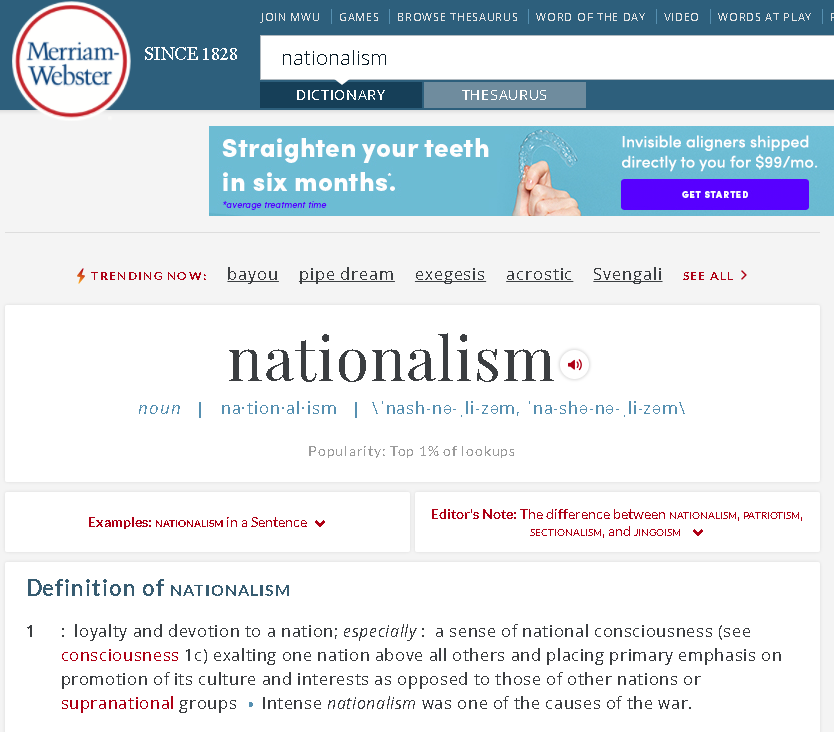 JOIN MWU GAMES BROWSE THESAURUS WORD OF THE DAY VIDEO WORDS AT PLAY
Merriam-
Webster
SINCE 1828
nationalism
DICTIONARY THESAURUS
Straighten your teeth
in six months*.
*average treatment time
Invisible aligners shipped
directly to you for $99/mo.
GET STARTED
TRENDING NOW: bayou pipe dream exegesis acrostic Svengali SEE ALL >
nationalism
noun | na·tion·al·ism | \ˈnash-nə-ˌli-zəm, ˈna-shə-nə-ˌli-zəm\
Popularity: Top 1% of lookups
Examples: NATIONALISM in a Sentence
Editor's Note: The difference between NATIONALISM, PATRIOTISM,
SECTIONALISM, and JINGOISM
Definition of NATIONALISM
1 : loyalty and devotion to a nation; especially : a sense of national consciousness (see
consciousness 1c) exalting one nation above all others and placing primary emphasis on
promotion of its culture and interests as opposed to those of other nations or
supranational groups • Intense nationalism was one of the causes of the war.